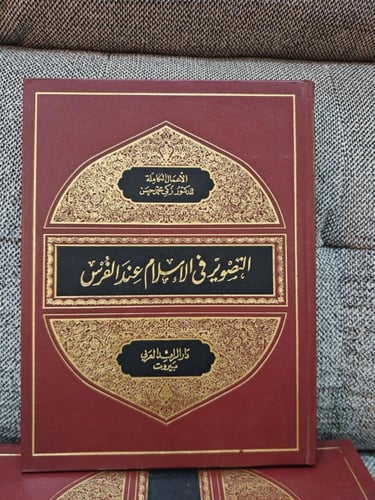 الأعمال الكاملة
للدكتور زكي محمد حسن
التصوير في الإسلام عند الفرس
دار الرائد العربي
بيروت